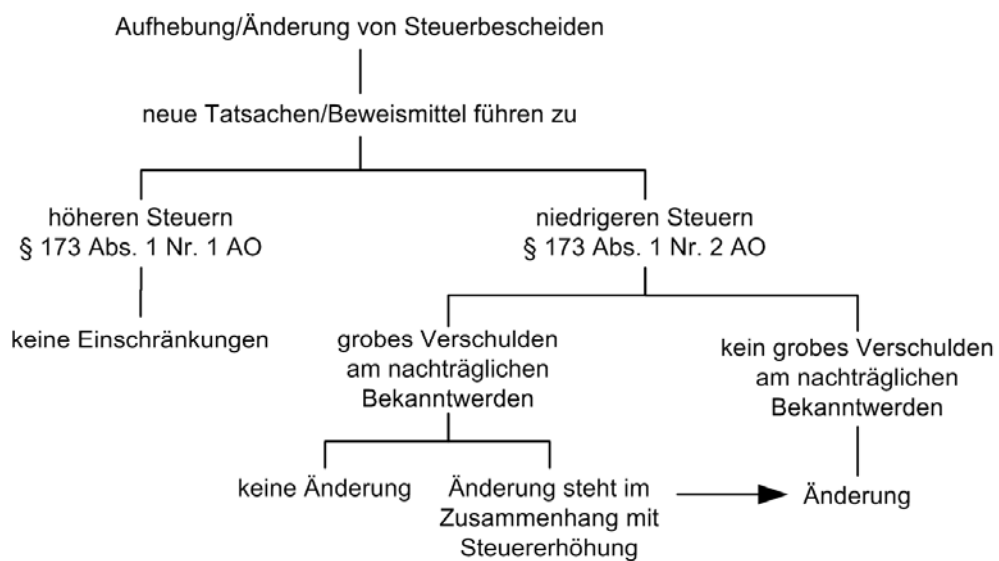 Aufhebung/Änderung von Steuerbescheiden
neue Tatsachen/Beweismittel führen zu
höheren Steuern
§ 173 Abs. 1 Nr. 1 AO
niedrigeren Steuern
§ 173 Abs. 1 Nr. 2 AO
keine Einschränkungen
grobes Verschulden
am nachträglichen
Bekanntwerden
kein grobes Verschulden
am nachträglichen
Bekanntwerden
keine Änderung
Änderung steht im
Zusammenhang mit
Steuererhöhung
Änderung